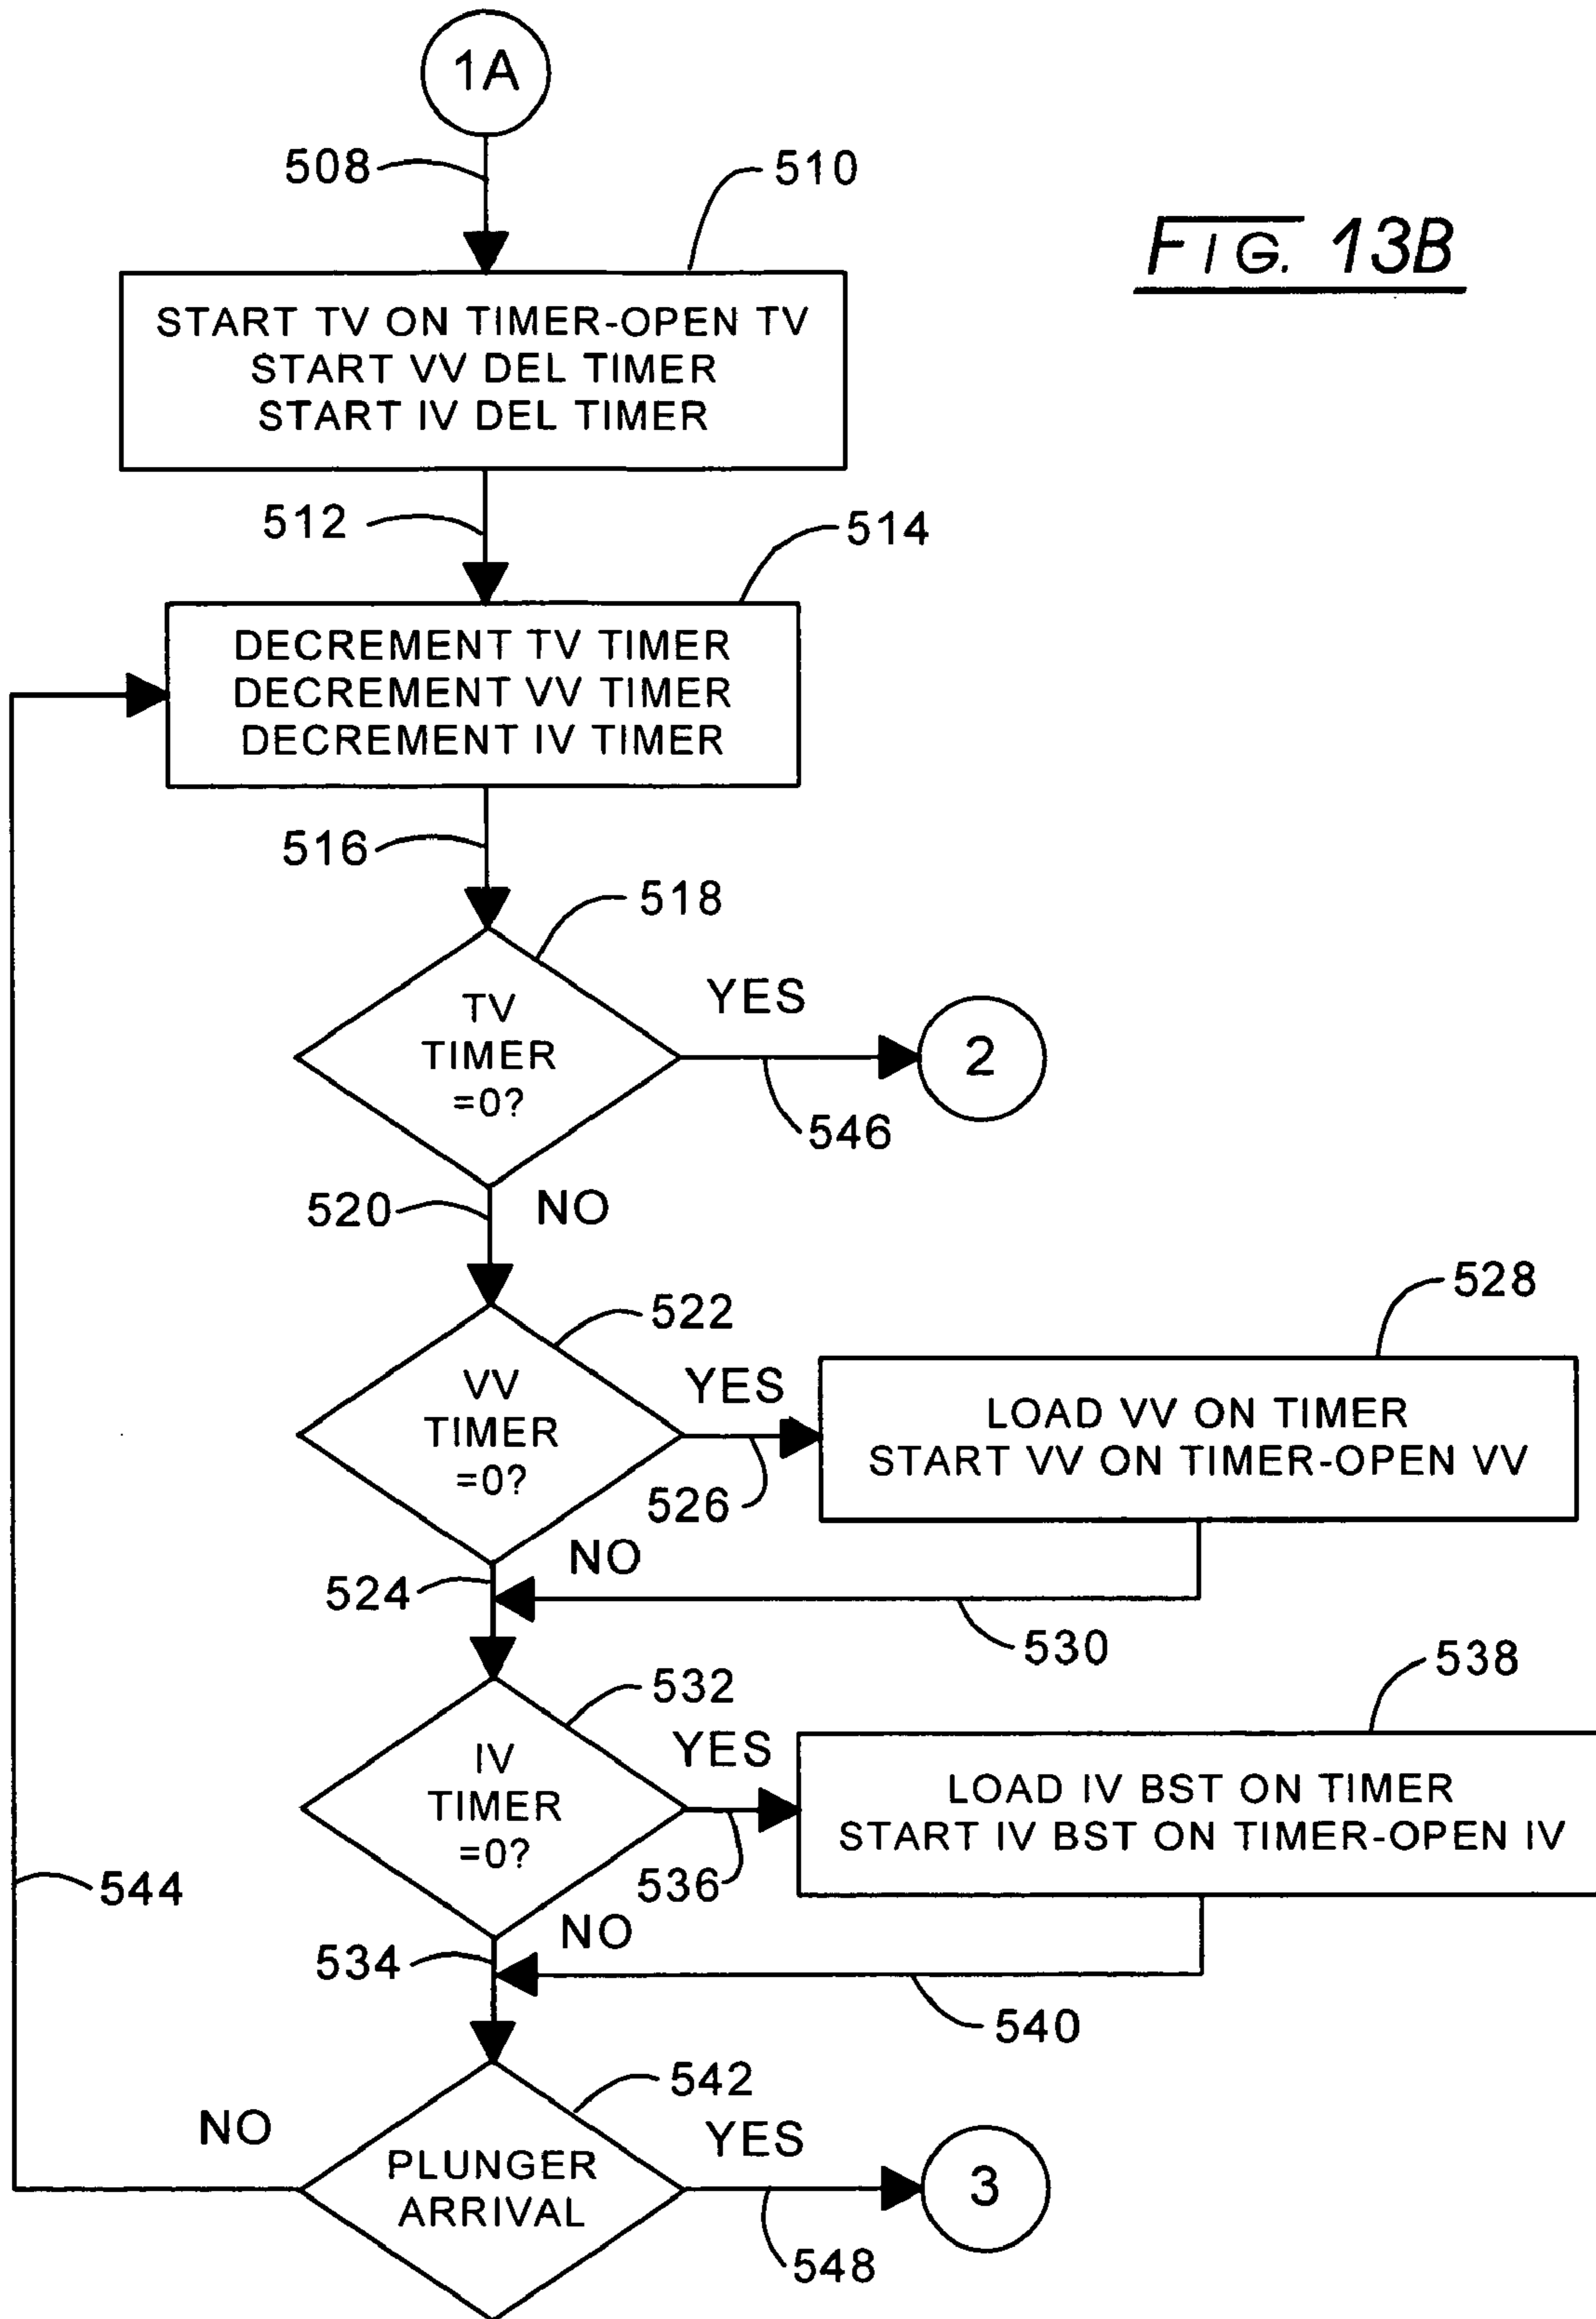 1A
508
510
FIG. 13B
START TV ON TIMER-OPEN TV
START VV DEL TIMER
START IV DEL TIMER
512
514
DECREMENT TV TIMER
DECREMENT VV TIMER
DECREMENT IV TIMER
516
518
TV
TIMER
=0?
YES
2
546
520
NO
522
528
VV
TIMER
=0?
YES
LOAD VV ON TIMER
START VV ON TIMER-OPEN VV
526
NO
524
530
532
538
IV
TIMER
=0?
YES
LOAD IV BST ON TIMER
START IV BST ON TIMER-OPEN IV
536
544
NO
534
540
542
NO
PLUNGER
ARRIVAL
YES
3
548